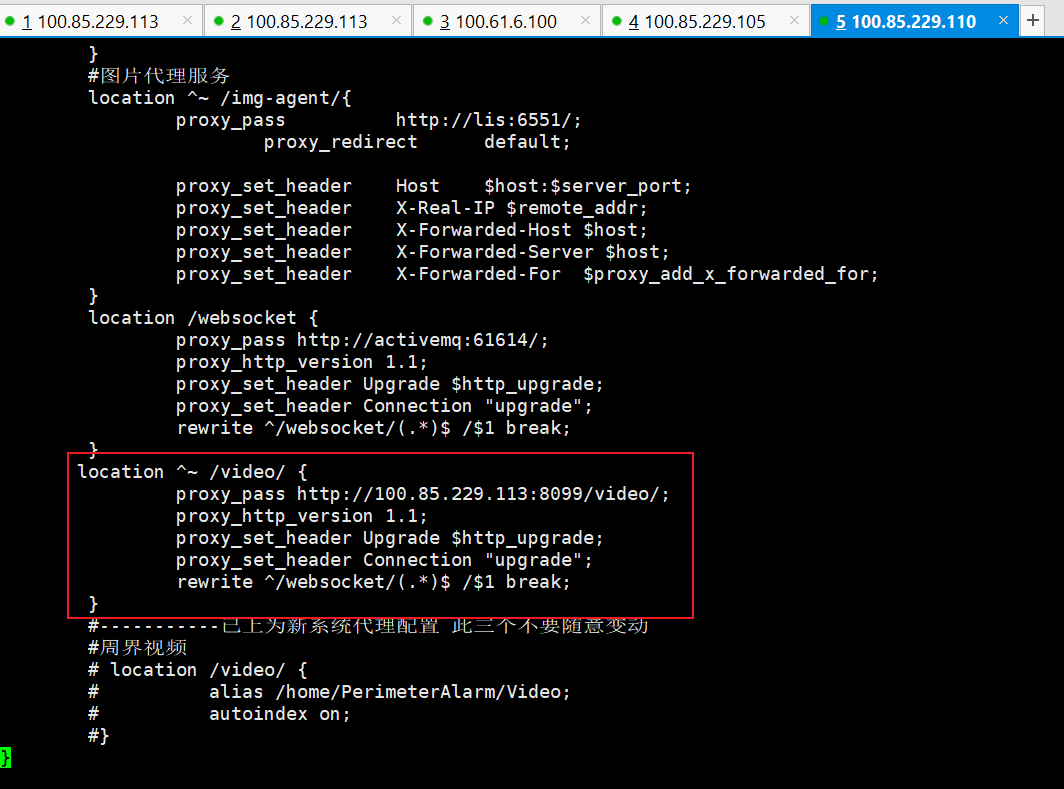 1 100.85.229.113 × 2 100.85.229.113 × 3 100.61.6.100 × 4 100.85.229.105 × 5 100.85.229.110 × +
}
#图片代理服务
location ^~ /img-agent/{
proxy_pass http://lis:6551/;
proxy_redirect default;
proxy_set_header Host $host:$server_port;
proxy_set_header X-Real-IP $remote_addr;
proxy_set_header X-Forwarded-Host $host;
proxy_set_header X-Forwarded-Server $host;
proxy_set_header X-Forwarded-For $proxy_add_x_forwarded_for;
}
location /websocket {
proxy_pass http://activemq:61614/;
proxy_http_version 1.1;
proxy_set_header Upgrade $http_upgrade;
proxy_set_header Connection "upgrade";
rewrite ^/websocket/(.*)$ /$1 break;
}
location ^~ /video/ {
proxy_pass http://100.85.229.113:8099/video/;
proxy_http_version 1.1;
proxy_set_header Upgrade $http_upgrade;
proxy_set_header Connection "upgrade";
rewrite ^/websocket/(.*)$ /$1 break;
}
#-----------已上为新系统代理配置 此三个不要随意变动
#周界视频
# location /video/ {
# alias /home/PerimeterAlarm/Video;
# autoindex on;
#}
}